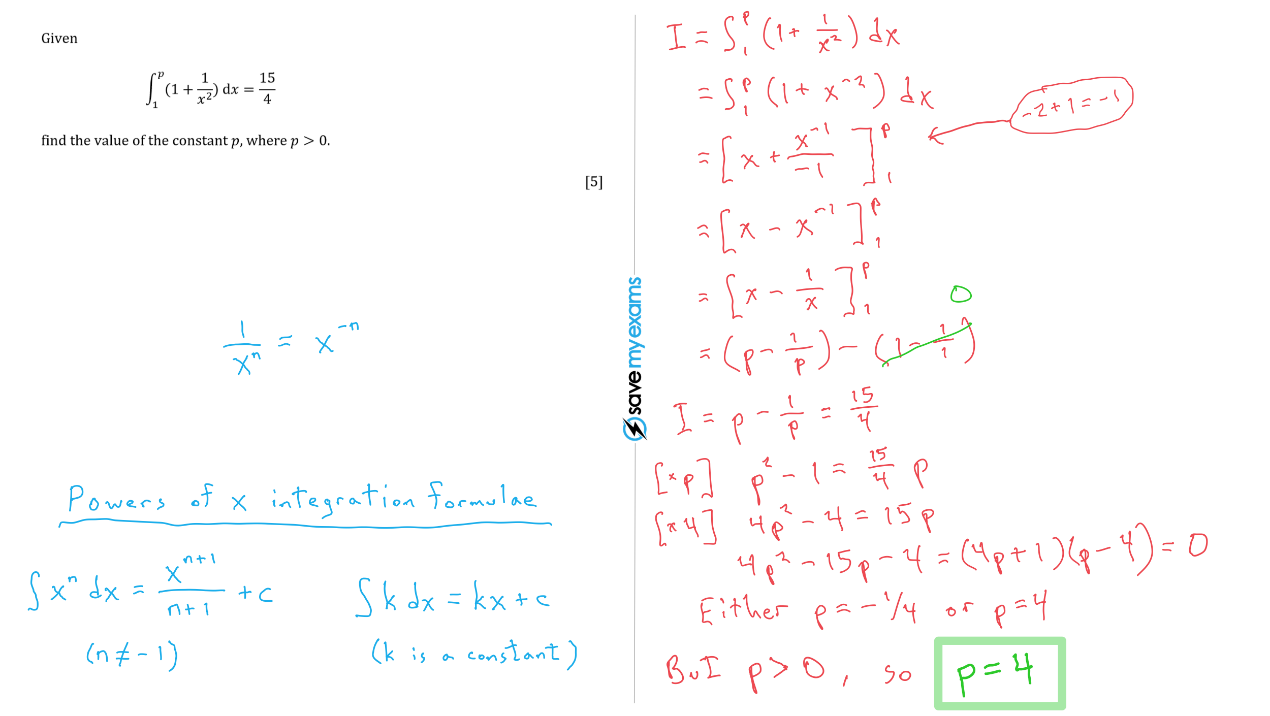 Given
∫₁ᵖ (1 + 1/x²) dx = 15/4
find the value of the constant p, where p > 0.
[5]
1/xⁿ = x⁻ⁿ
Powers of x integration formulae
∫ xⁿ dx = xⁿ⁺¹/(n+1) + c
(n ≠ -1)
∫ k dx = kx + c
(k is a constant)
save my exams
I = ∫₁ᵖ (1 + 1/x²) dx
= ∫₁ᵖ (1 + x⁻²) dx
-2 + 1 = -1
= [x + x⁻¹/-1]₁ᵖ
= [x - x⁻¹]₁ᵖ
= [x - 1/x]₁ᵖ
0
= (p - 1/p) - (1 - 1/1)
I = p - 1/p = 15/4
[×p] p² - 1 = 15/4 p
[×4] 4p² - 4 = 15p
4p² - 15p - 4 = (4p + 1)(p - 4) = 0
Either p = -1/4 or p = 4
But p > 0, so p = 4